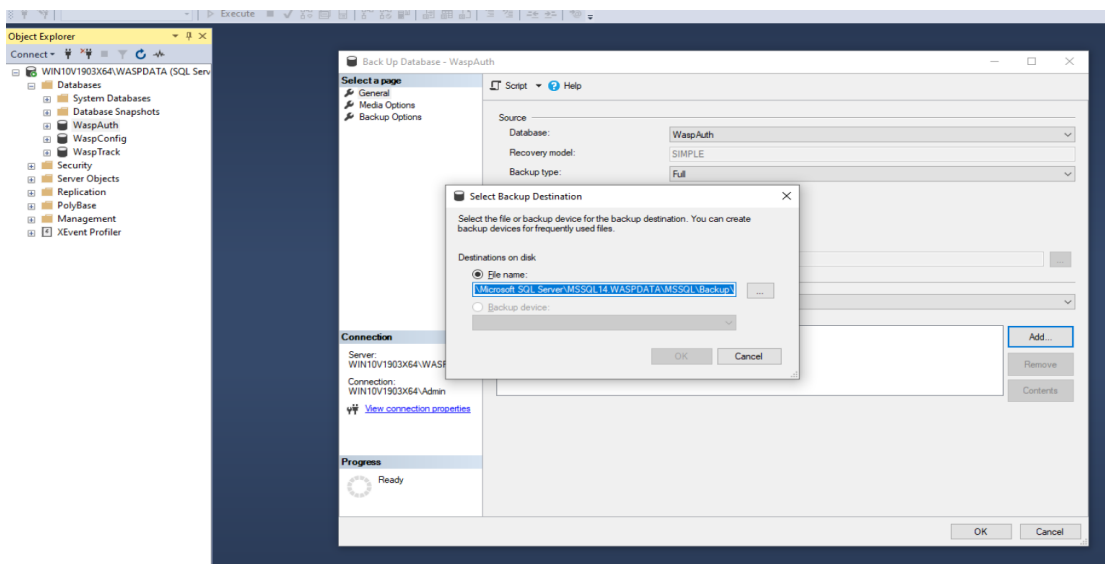 Execute
Object Explorer
Connect
WIN10V1903X64\WASPDATA (SQL Serv
Databases
System Databases
Database Snapshots
WaspAuth
WaspConfig
WaspTrack
Security
Server Objects
Replication
PolyBase
Management
XEvent Profiler
Back Up Database - WaspAuth
Select a page
General
Media Options
Backup Options
Script
Help
Source
Database:
WaspAuth
Recovery model:
SIMPLE
Backup type:
Full
Select Backup Destination
Select the file or backup device for the backup destination. You can create
backup devices for frequently used files.
Destinations on disk
File name:
\Microsoft SQL Server\MSSQL14.WASPDATA\MSSQL\Backup\
...
Backup device:
OK
Cancel
...
Add...
Remove
Contents
Connection
Server:
WIN10V1903X64\WASP
Connection:
WIN10V1903X64\Admin
View connection properties
Progress
Ready
OK
Cancel